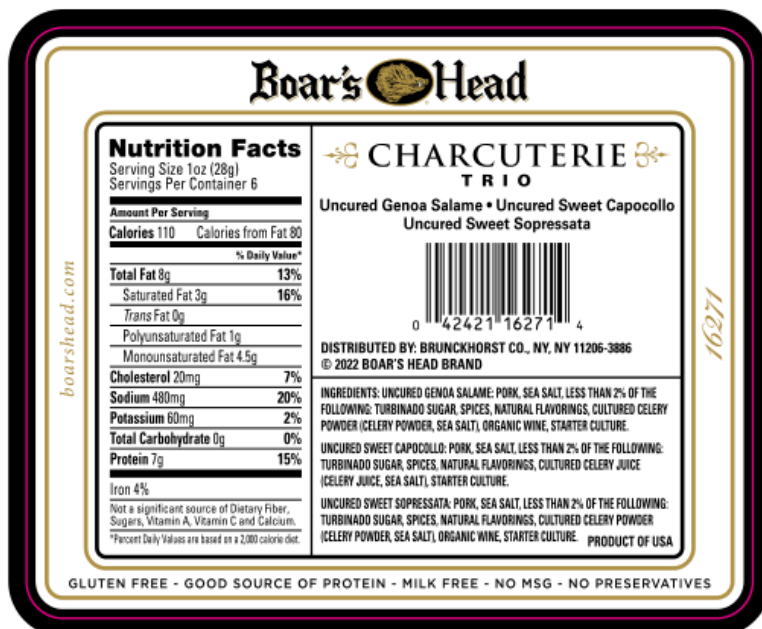 Boar's Head
Nutrition Facts
Serving Size 1oz (28g)
Servings Per Container 6
Amount Per Serving
Calories 110 Calories from Fat 80
% Daily Value*
Total Fat 8g 13%
Saturated Fat 3g 16%
Trans Fat 0g
Polyunsaturated Fat 1g
Monounsaturated Fat 4.5g
Cholesterol 20mg 7%
Sodium 480mg 20%
Potassium 60mg 2%
Total Carbohydrate 0g 0%
Protein 7g 15%
Iron 4%
Not a significant source of Dietary Fiber,
Sugars, Vitamin A, Vitamin C and Calcium.
*Percent Daily Values are based on a 2,000 calorie diet.
CHARCUTERIE
TRIO
Uncured Genoa Salame • Uncured Sweet Capocollo
Uncured Sweet Sopressata
0 42421 16271 4
DISTRIBUTED BY: BRUNCKHORST CO., NY, NY 11206-3886
© 2022 BOAR'S HEAD BRAND
INGREDIENTS: UNCURED GENOA SALAME: PORK, SEA SALT, LESS THAN 2% OF THE
FOLLOWING: TURBINADO SUGAR, SPICES, NATURAL FLAVORINGS, CULTURED CELERY
POWDER (CELERY POWDER, SEA SALT), ORGANIC WINE, STARTER CULTURE.
UNCURED SWEET CAPOCOLLO: PORK, SEA SALT, LESS THAN 2% OF THE FOLLOWING:
TURBINADO SUGAR, SPICES, NATURAL FLAVORINGS, CULTURED CELERY JUICE
(CELERY JUICE, SEA SALT), STARTER CULTURE.
UNCURED SWEET SOPRESSATA: PORK, SEA SALT, LESS THAN 2% OF THE FOLLOWING:
TURBINADO SUGAR, SPICES, NATURAL FLAVORINGS, CULTURED CELERY POWDER
(CELERY POWDER, SEA SALT), ORGANIC WINE, STARTER CULTURE. PRODUCT OF USA
boarshead.com
16271
GLUTEN FREE - GOOD SOURCE OF PROTEIN - MILK FREE - NO MSG - NO PRESERVATIVES